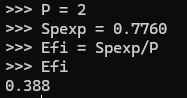 >>> P = 2
>>> Spexp = 0.7760
>>> Efi = Spexp/P
>>> Efi
0.388